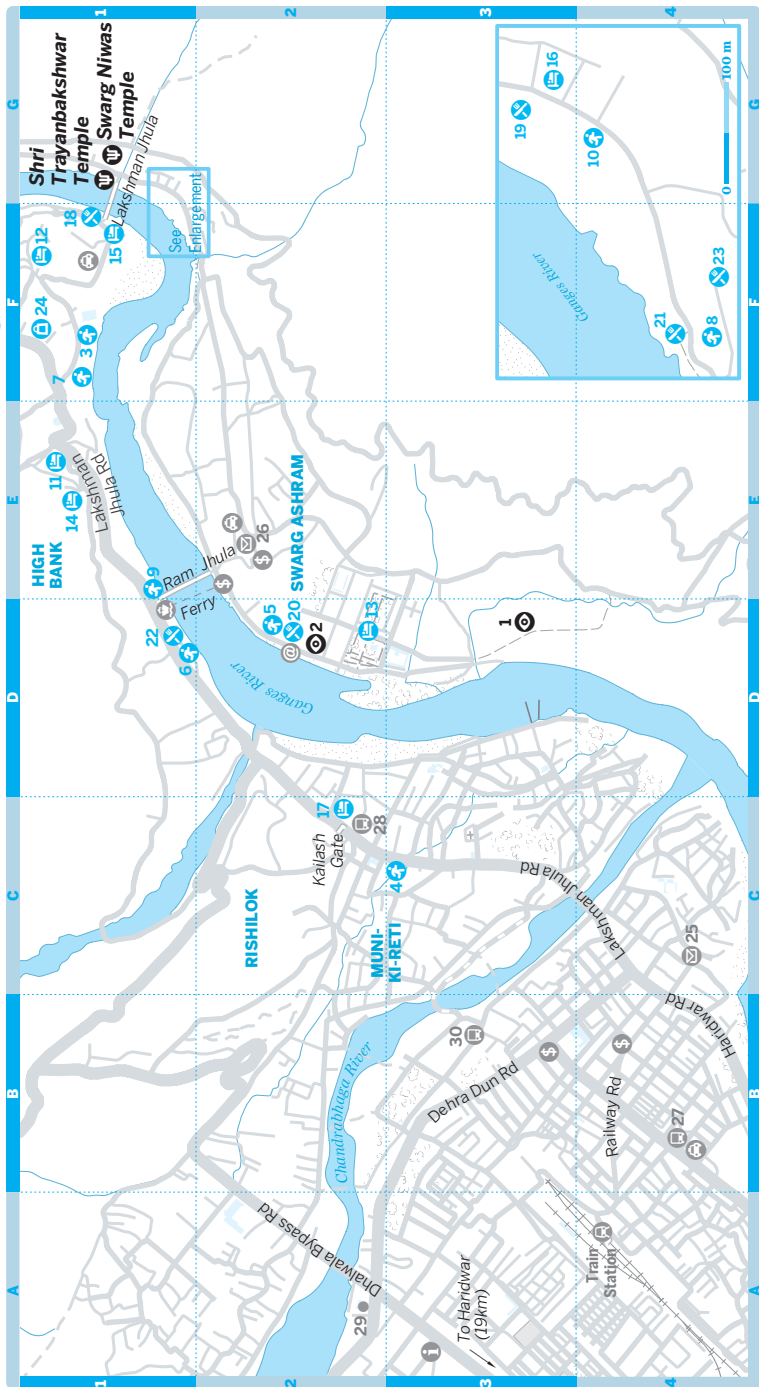 1
2
3
4
A
B
C
D
E
F
G
Shri
Trayanbakshwar
Temple
Swarg Niwas
Temple
Lakshman Jhula
18
12
15
24
3
7
See
Enlargement
11
14
Lakshman
Jhula Rd
HIGH
BANK
9
Ram Jhula
26
$
$
SWARG ASHRAM
Ferry
22
6
5
20
@
2
13
1
Ganges River
17
28
Kailash
Gate
4
RISHILOK
MUNI-
KI-RETI
Lakshman Jhula Rd
25
Haridwar Rd
30
Chandrabhaga River
Dehra Dun Rd
$
$
Railway Rd
27
Dhalwala Bypass Rd
29
i
To Haridwar
(19km)
Train
Station
19
16
10
Ganges River
21
8
23
0
100 m
1
2
3
4
A
B
C
D
E
F
G